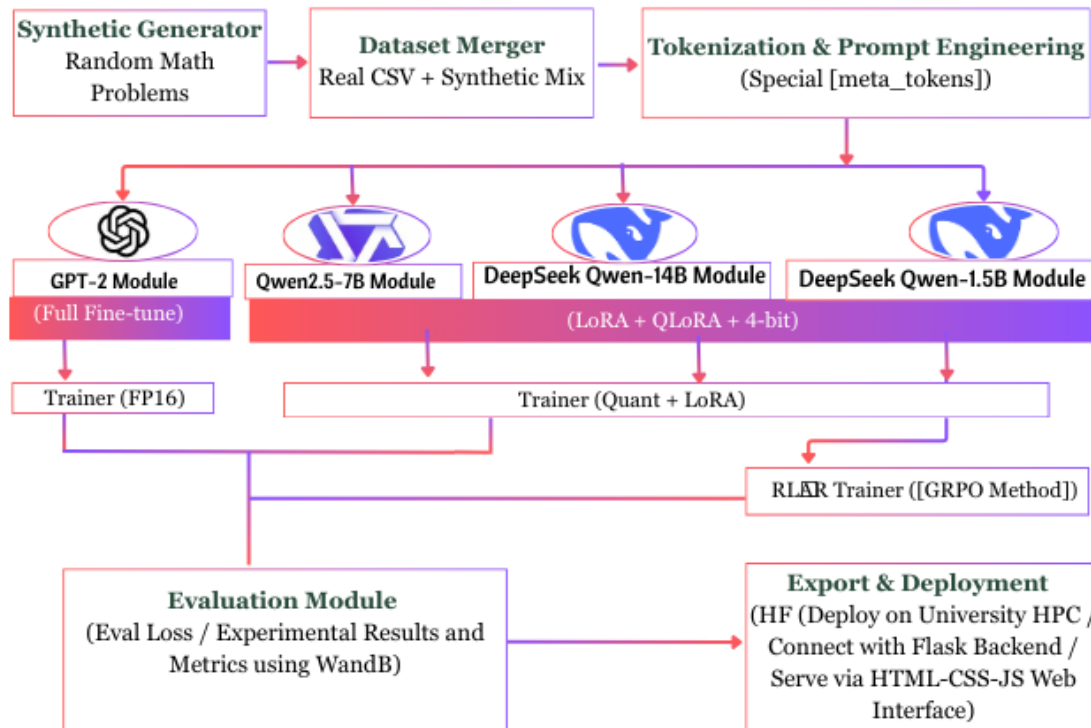 Synthetic Generator
Random Math
Problems
Dataset Merger
Real CSV + Synthetic Mix
Tokenization & Prompt Engineering
(Special [meta_tokens])
GPT-2 Module
Qwen2.5-7B Module
DeepSeek Qwen-14B Module
DeepSeek Qwen-1.5B Module
(Full Fine-tune)
(LoRA + QLoRA + 4-bit)
Trainer (FP16)
Trainer (Quant + LoRA)
Trainer ([GRPO Method])
Evaluation Module
(Eval Loss / Experimental Results and
Metrics using WandB)
Export & Deployment
(HF (Deploy on University HPC /
Connect with Flask Backend /
Serve via HTML-CSS-JS Web
Interface)